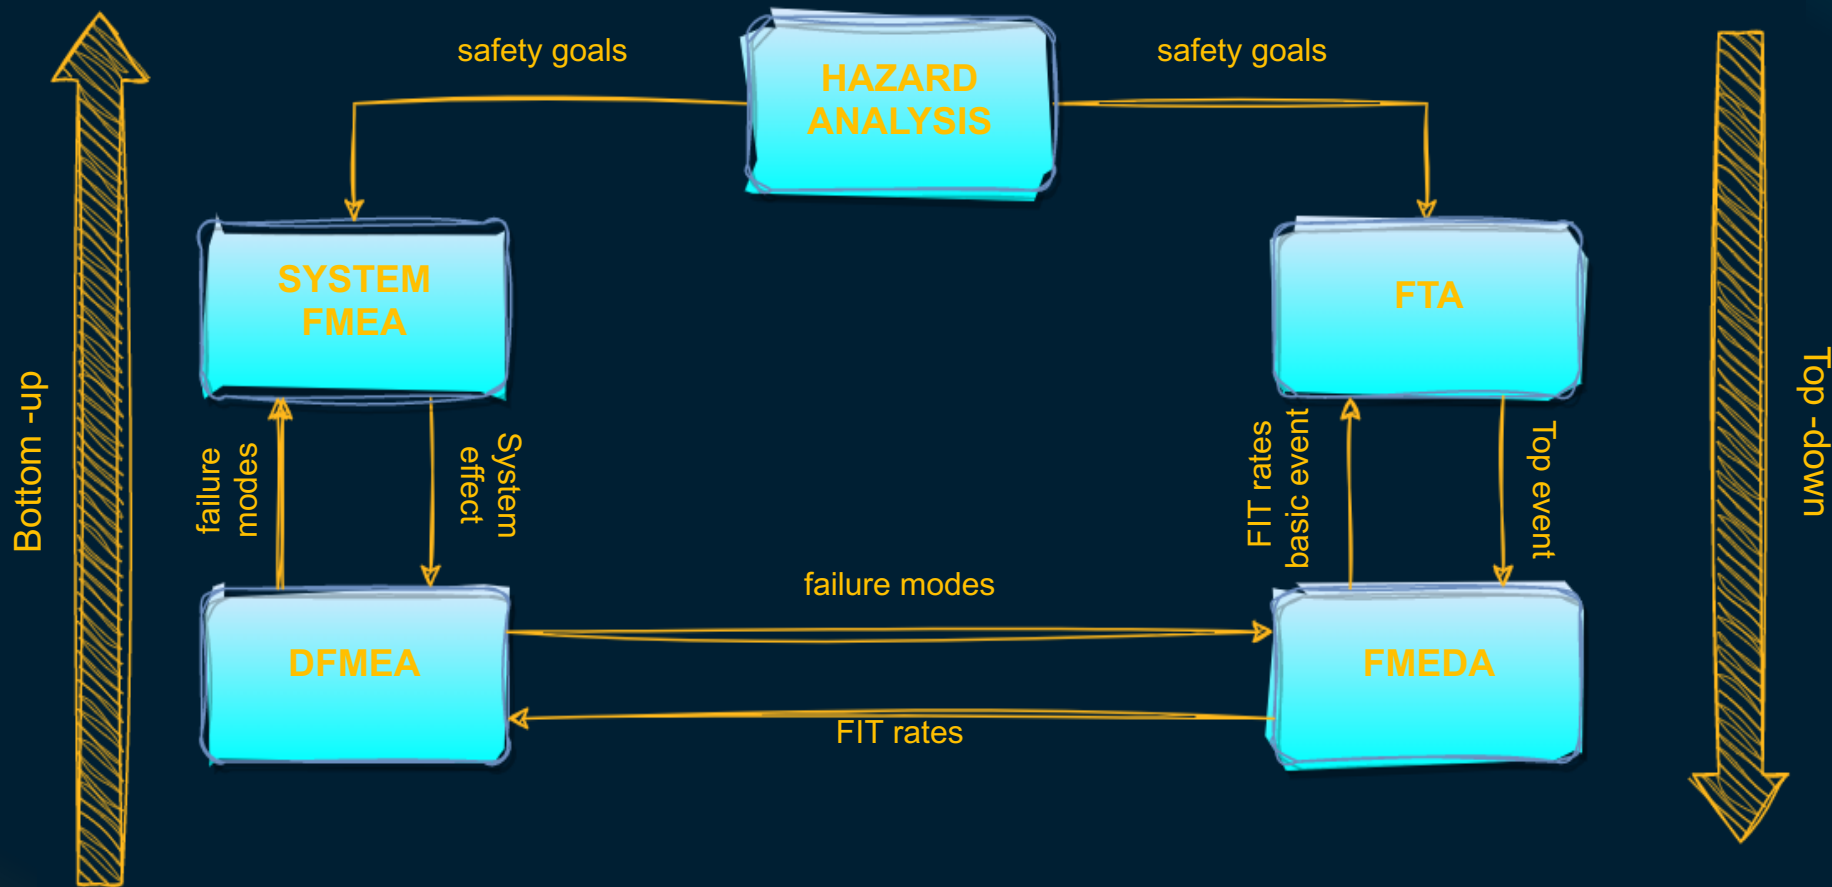 safety goals
HAZARD
ANALYSIS
safety goals
SYSTEM
FMEA
FTA
Bottom -up
failure
modes
System
effect
FIT rates
basic event
Top event
Top -down
failure modes
DFMEA
FMEDA
FIT rates